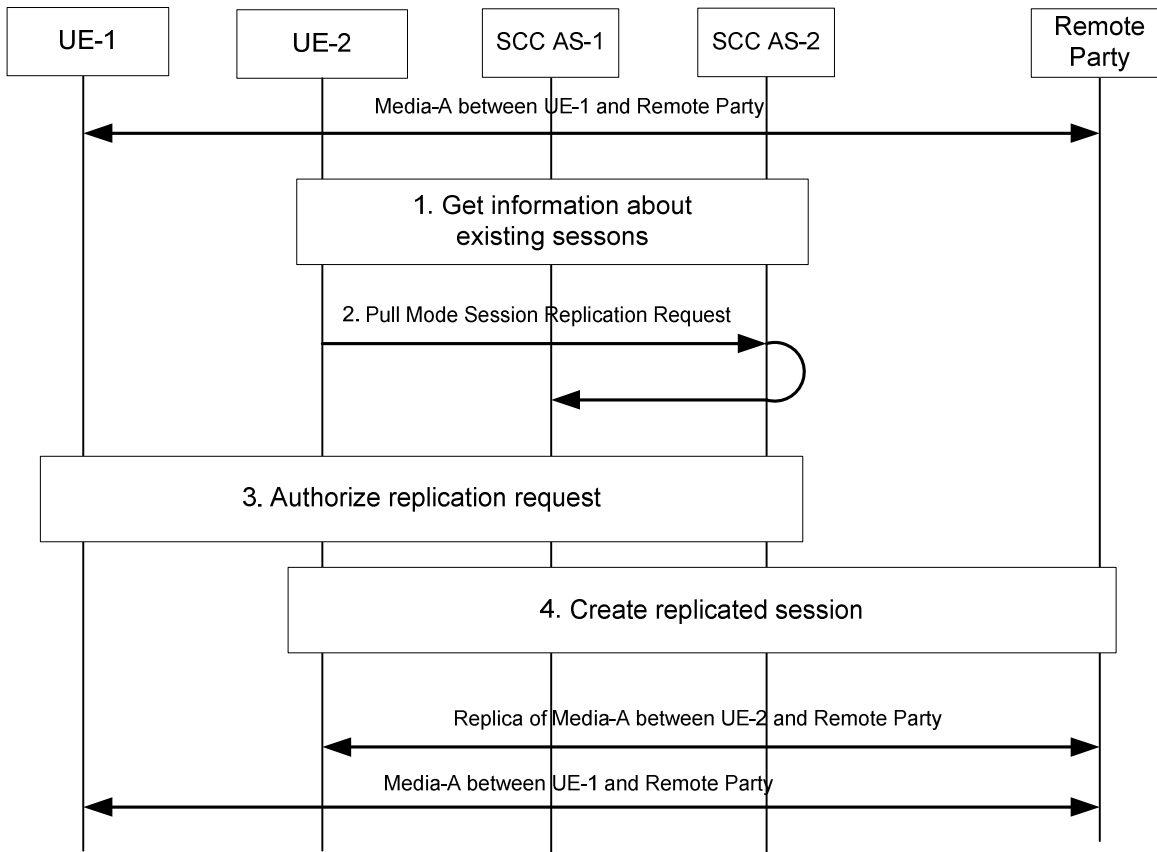 UE-1
UE-2
SCC AS-1
SCC AS-2
Remote
Party
Media-A between UE-1 and Remote Party
1. Get information about
existing sessons
2. Pull Mode Session Replication Request
3. Authorize replication request
4. Create replicated session
Replica of Media-A between UE-2 and Remote Party
Media-A between UE-1 and Remote Party